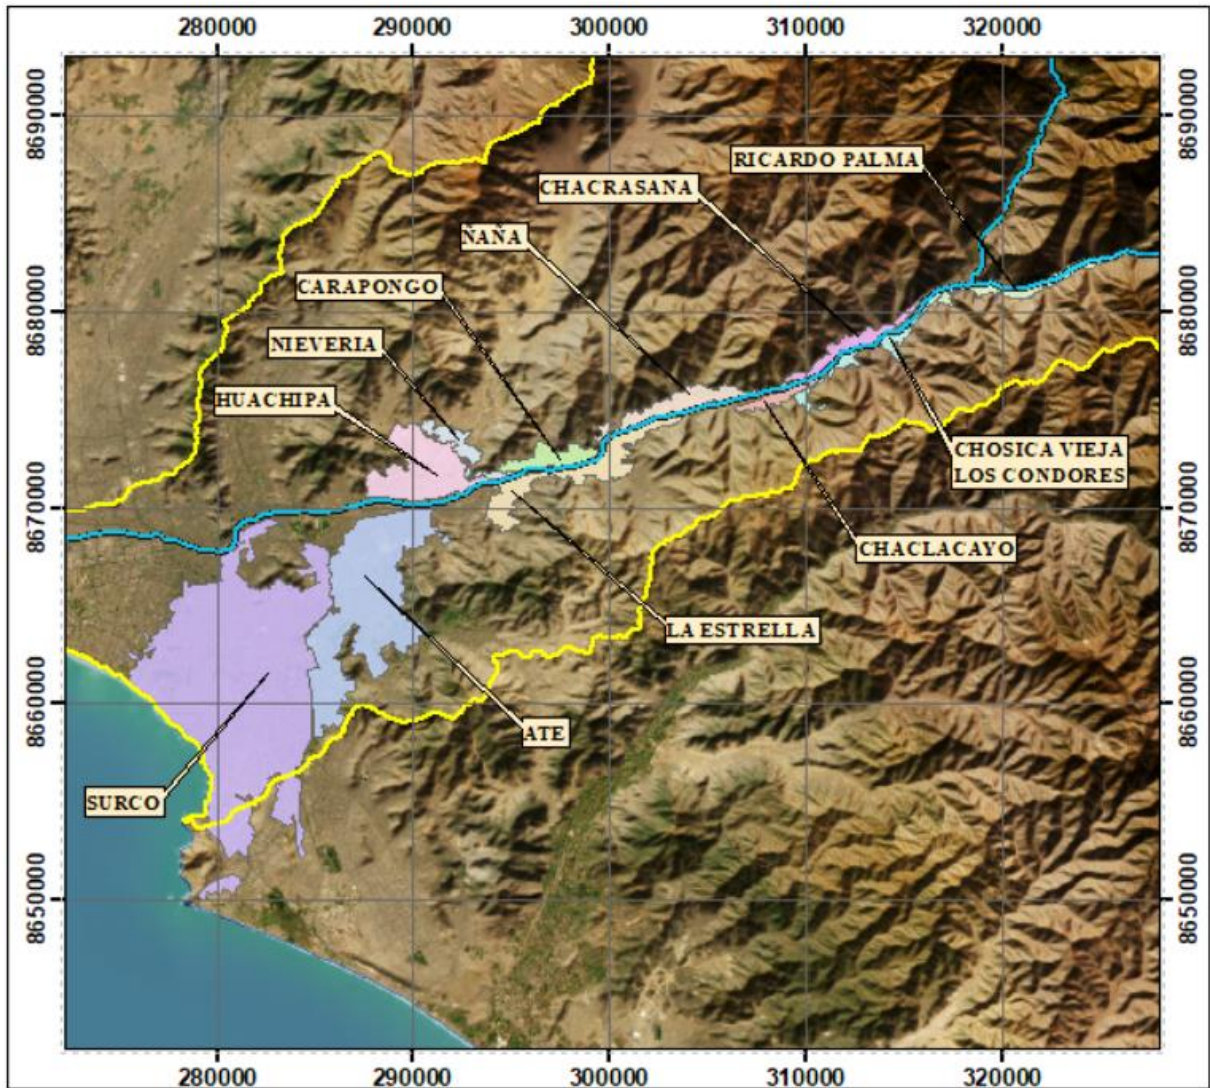 280000 290000 300000 310000 320000
8690000
8690000
RICARDO PALMA
CHACRASANA
ÑAÑA
CARAPONGO
8680000
8680000
NIEVERIA
HUACHIPA
CHOSICA VIEJA
LOS CONDORES
8670000
8670000
CHACLACAYO
LA ESTRELLA
8660000
8660000
ATE
SURCO
8650000
8650000
280000 290000 300000 310000 320000